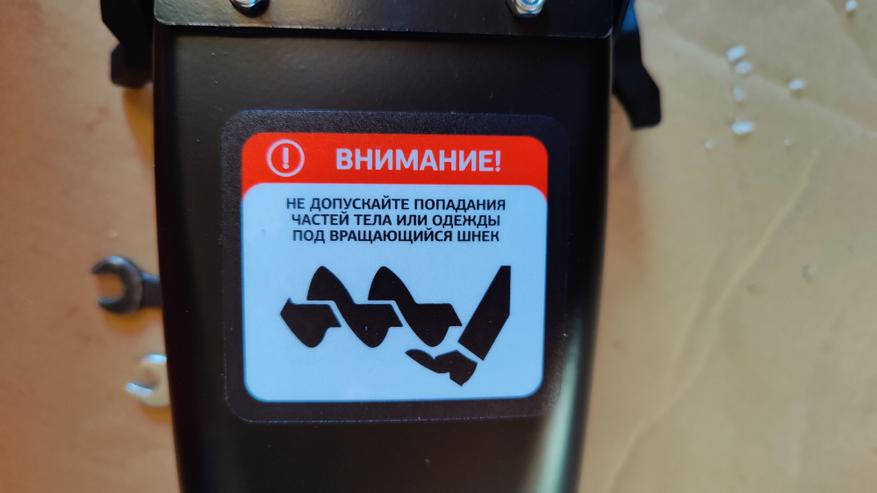 ВНИМАНИЕ!
НЕ ДОПУСКАЙТЕ ПОПАДАНИЯ
ЧАСТЕЙ ТЕЛА ИЛИ ОДЕЖДЫ
ПОД ВРАЩАЮЩИЙСЯ ШНЕК